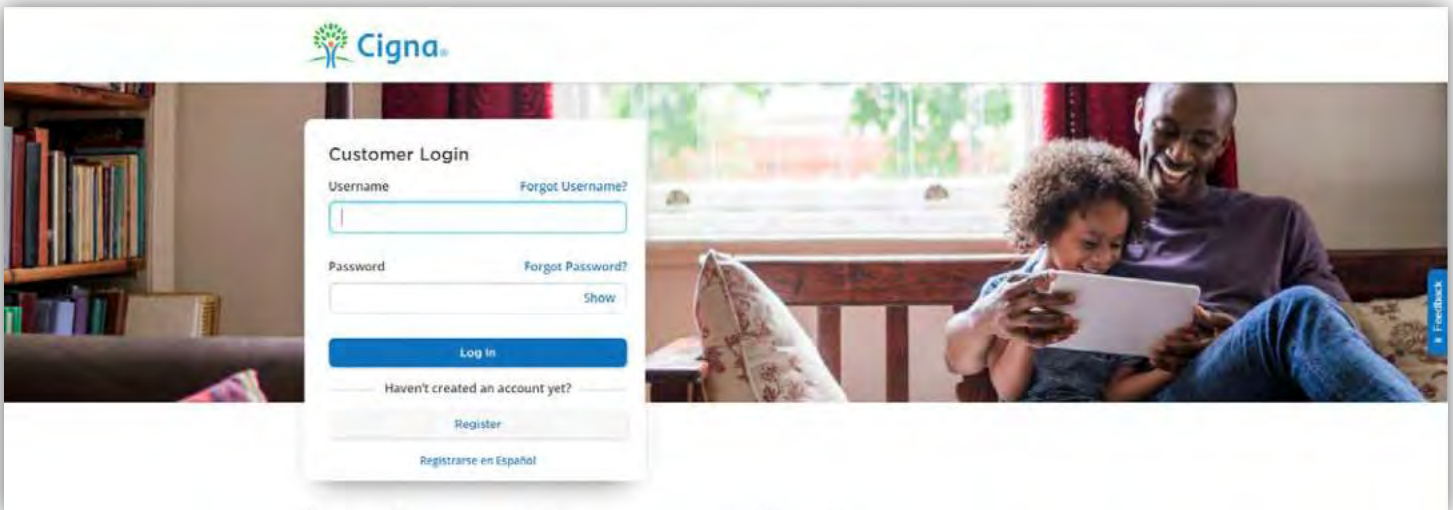 Cigna®
Customer Login
Username Forgot Username?
Password Forgot Password?
Show
Log In
Haven't created an account yet?
Register
Registrarse en Español
Feedback